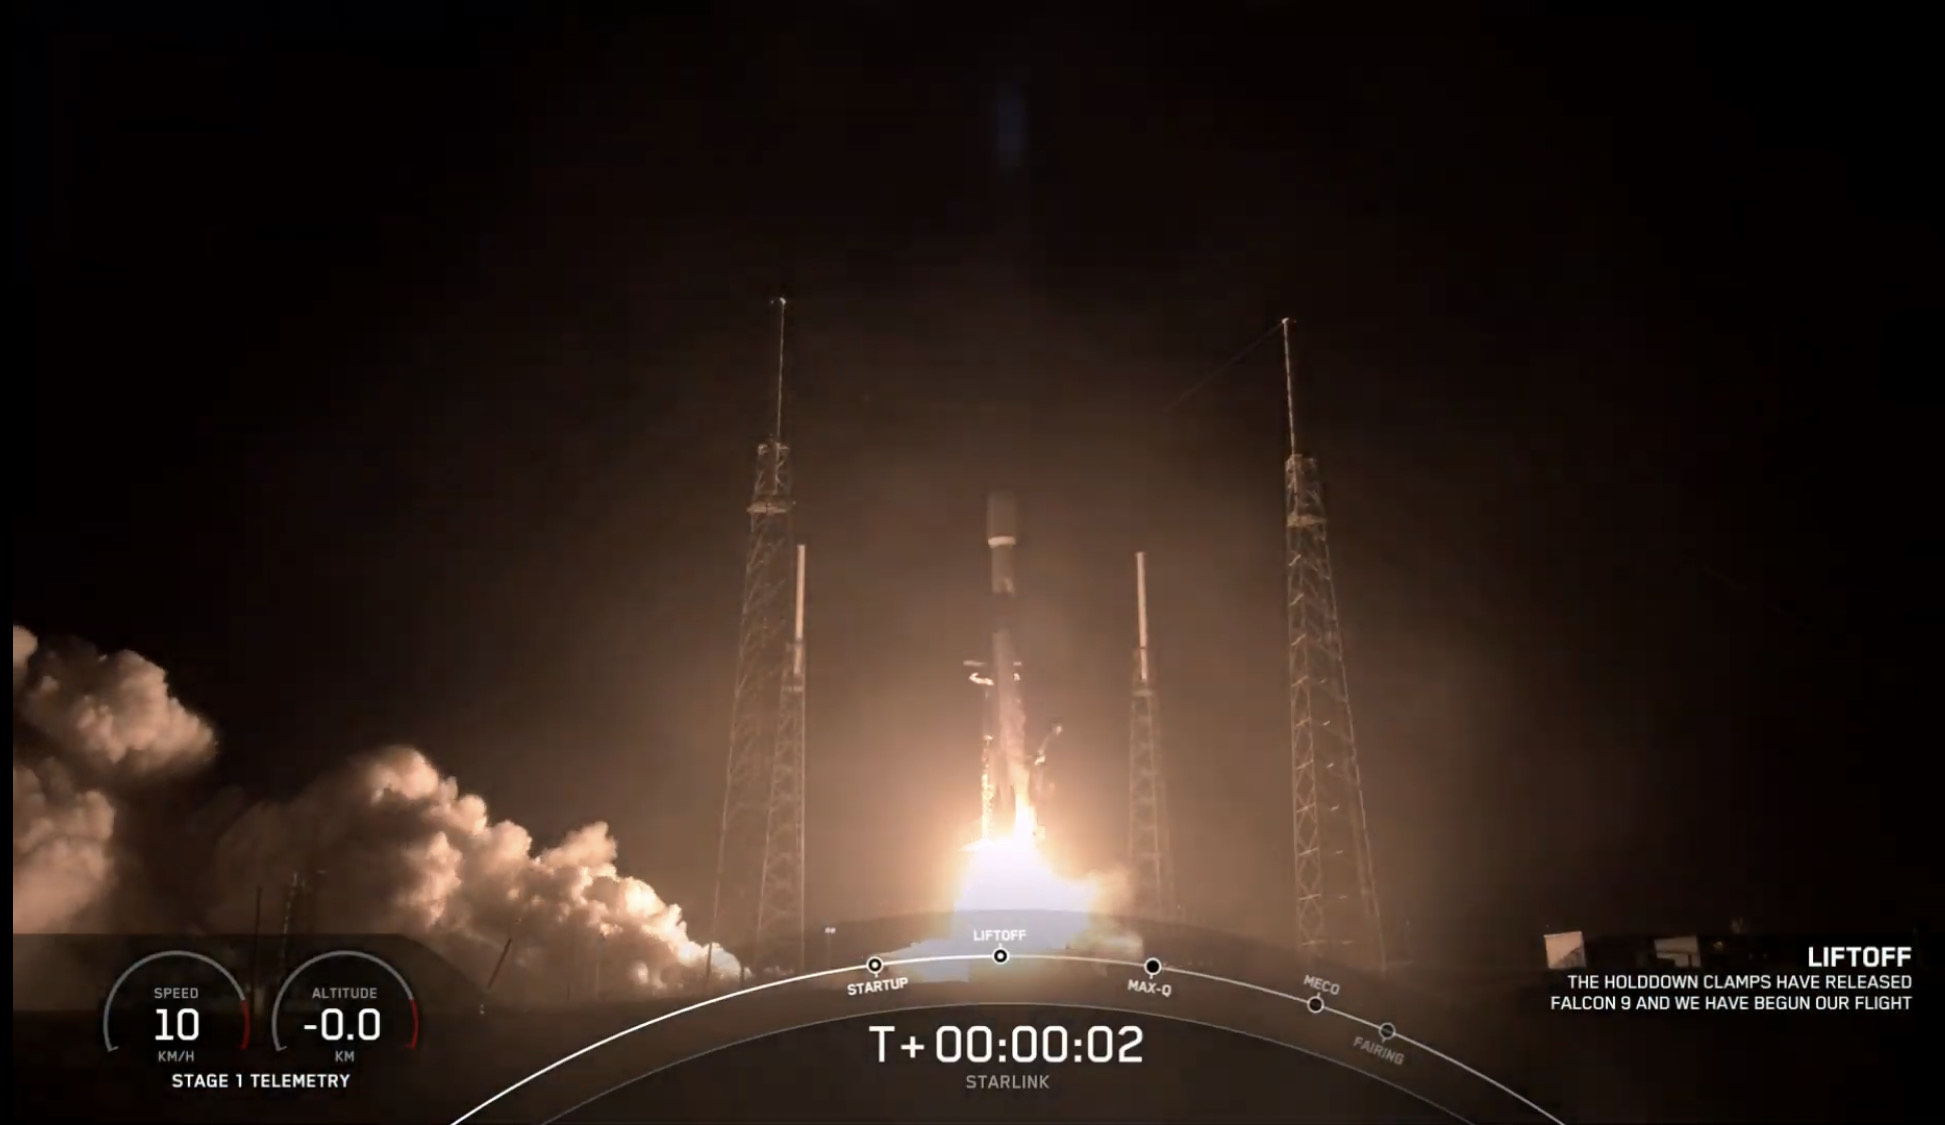 LIFTOFF
STARTUP
MAX-Q
MECO
FAIRING
SPEED
10
KM/H
ALTITUDE
-0.0
KM
STAGE 1 TELEMETRY
T+00:00:02
STARLINK
LIFTOFF
THE HOLDDOWN CLAMPS HAVE RELEASED
FALCON 9 AND WE HAVE BEGUN OUR FLIGHT